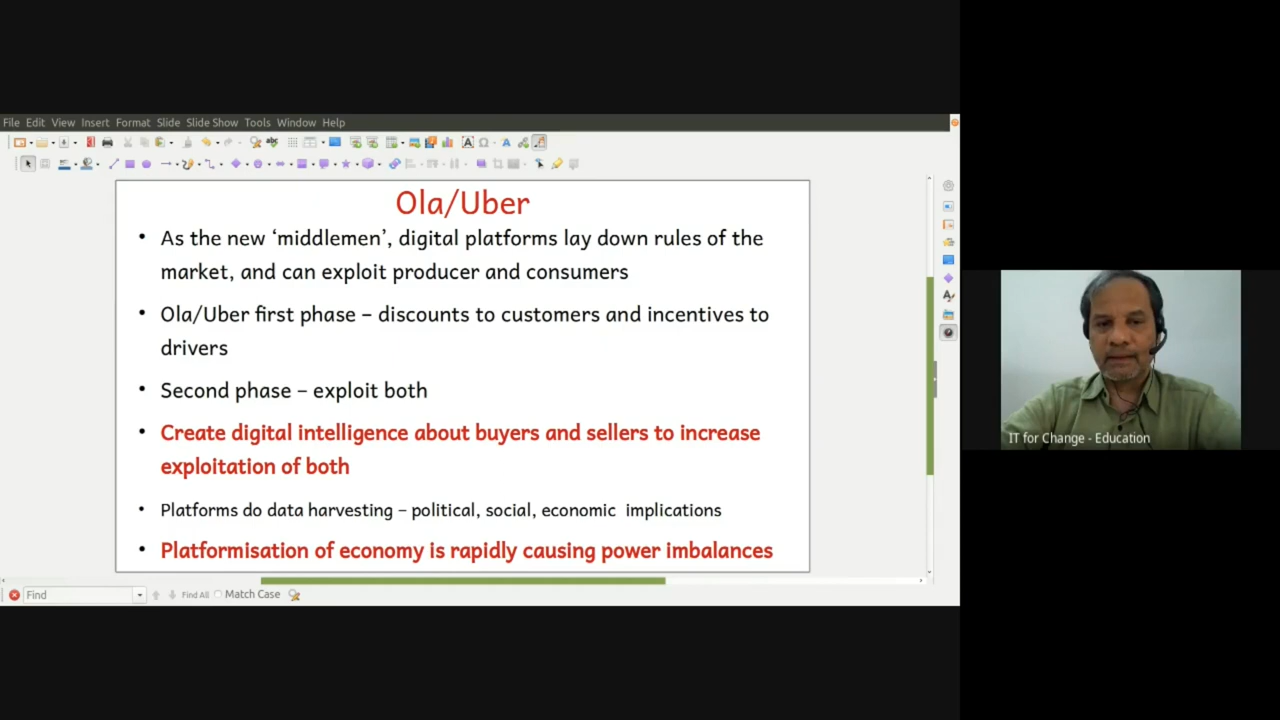 File Edit View Insert Format Slide Slide Show Tools Window Help
Ola/Uber
• As the new ‘middlemen’, digital platforms lay down rules of the
market, and can exploit producer and consumers
• Ola/Uber first phase – discounts to customers and incentives to
drivers
• Second phase – exploit both
• Create digital intelligence about buyers and sellers to increase
exploitation of both
• Platforms do data harvesting – political, social, economic implications
• Platformisation of economy is rapidly causing power imbalances
IT for Change - Education
Find Find All Match Case